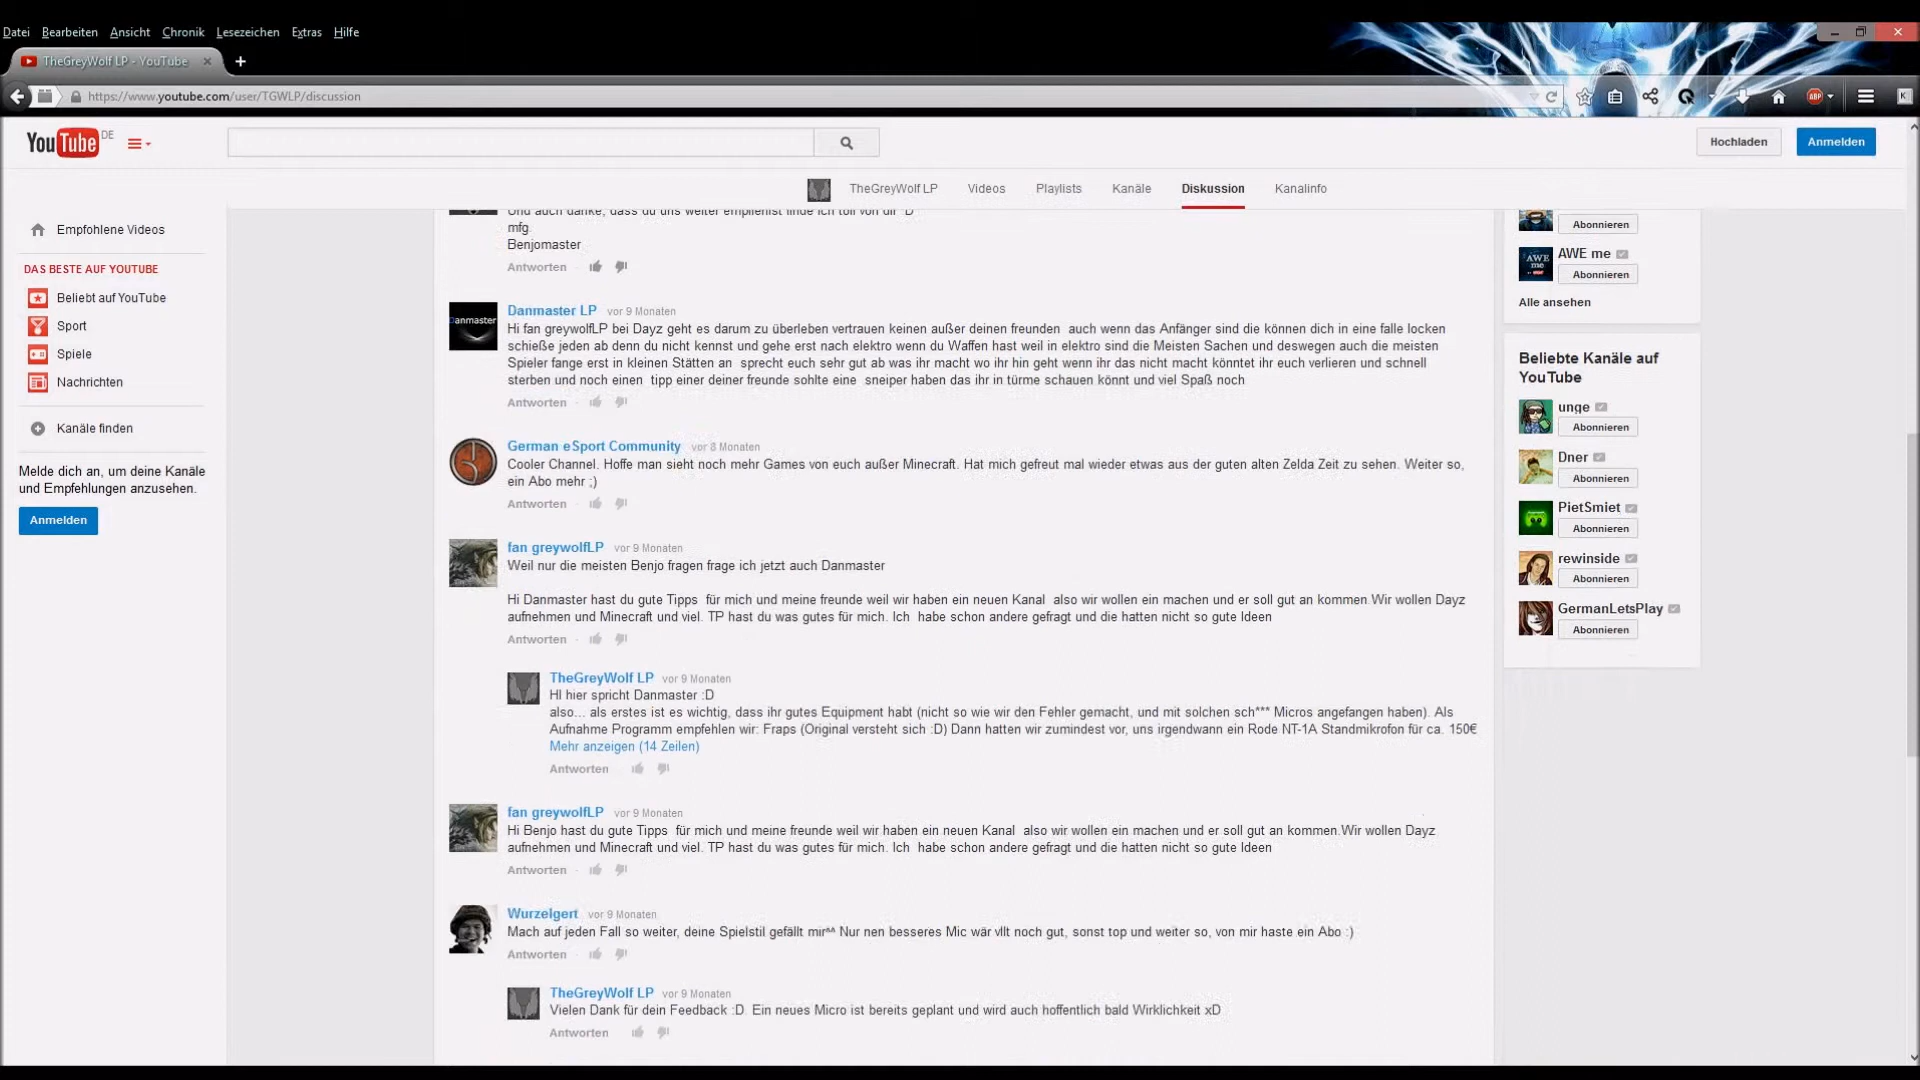 Datei Bearbeiten Ansicht Chronik Lesezeichen Extras Hilfe
TheGreyWolf LP - YouTube
https://www.youtube.com/user/TGWLP/discussion
ABP
YouTube DE
Hochladen Anmelden
TheGreyWolf LP Videos Playlists Kanäle Diskussion Kanalinfo
Empfohlene Videos
DAS BESTE AUF YOUTUBE
Beliebt auf YouTube
Sport
Spiele
Nachrichten
Kanäle finden
Melde dich an, um deine Kanäle
und Empfehlungen anzusehen.
Anmelden
Und auch danke, dass du uns weiter empfiehlst finde ich toll von dir :D
mfg.
Benjomaster
Antworten
Danmaster
Danmaster LP vor 9 Monaten
Hi fan greywolfLP bei Dayz geht es darum zu überleben vertrauen keinen außer deinen freunden auch wenn das Anfänger sind die können dich in eine falle locken
schieße jeden ab denn du nicht kennst und gehe erst nach elektro wenn du Waffen hast weil in elektro sind die Meisten Sachen und deswegen auch die meisten
Spieler fange erst in kleinen Stätten an sprecht euch sehr gut ab was ihr macht wo ihr hin geht wenn ihr das nicht macht könntet ihr euch verlieren und schnell
sterben und noch einen tipp einer deiner freunde sohlte eine sneiper haben das ihr in türme schauen könnt und viel Spaß noch
Antworten
German eSport Community vor 8 Monaten
Cooler Channel. Hoffe man sieht noch mehr Games von euch außer Minecraft. Hat mich gefreut mal wieder etwas aus der guten alten Zelda Zeit zu sehen. Weiter so,
ein Abo mehr ;)
Antworten
fan greywolfLP vor 9 Monaten
Weil nur die meisten Benjo fragen frage ich jetzt auch Danmaster
Hi Danmaster hast du gute Tipps für mich und meine freunde weil wir haben ein neuen Kanal also wir wollen ein machen und er soll gut an kommen.Wir wollen Dayz
aufnehmen und Minecraft und viel. TP hast du was gutes für mich. Ich habe schon andere gefragt und die hatten nicht so gute Ideen
Antworten
TheGreyWolf LP vor 9 Monaten
HI hier spricht Danmaster :D
also... als erstes ist es wichtig, dass ihr gutes Equipment habt (nicht so wie wir den Fehler gemacht, und mit solchen sch*** Micros angefangen haben). Als
Aufnahme Programm empfehlen wir: Fraps (Original versteht sich :D) Dann hatten wir zumindest vor, uns irgendwann ein Rode NT-1A Standmikrofon für ca. 150€
Mehr anzeigen (14 Zeilen)
Antworten
fan greywolfLP vor 9 Monaten
Hi Benjo hast du gute Tipps für mich und meine freunde weil wir haben ein neuen Kanal also wir wollen ein machen und er soll gut an kommen.Wir wollen Dayz
aufnehmen und Minecraft und viel. TP hast du was gutes für mich. Ich habe schon andere gefragt und die hatten nicht so gute Ideen
Antworten
Wurzelgert vor 9 Monaten
Mach auf jeden Fall so weiter, deine Spielstil gefällt mir^^ Nur nen besseres Mic wär vllt noch gut, sonst top und weiter so, von mir haste ein Abo :)
Antworten
TheGreyWolf LP vor 9 Monaten
Vielen Dank für dein Feedback :D Ein neues Micro ist bereits geplant und wird auch hoffentlich bald Wirklichkeit xD
Antworten
Abonnieren
AWE me
AWE me
Abonnieren
Alle ansehen
Beliebte Kanäle auf
YouTube
unge
Abonnieren
Dner
Abonnieren
PietSmiet
Abonnieren
rewinside
Abonnieren
GermanLetsPlay
Abonnieren